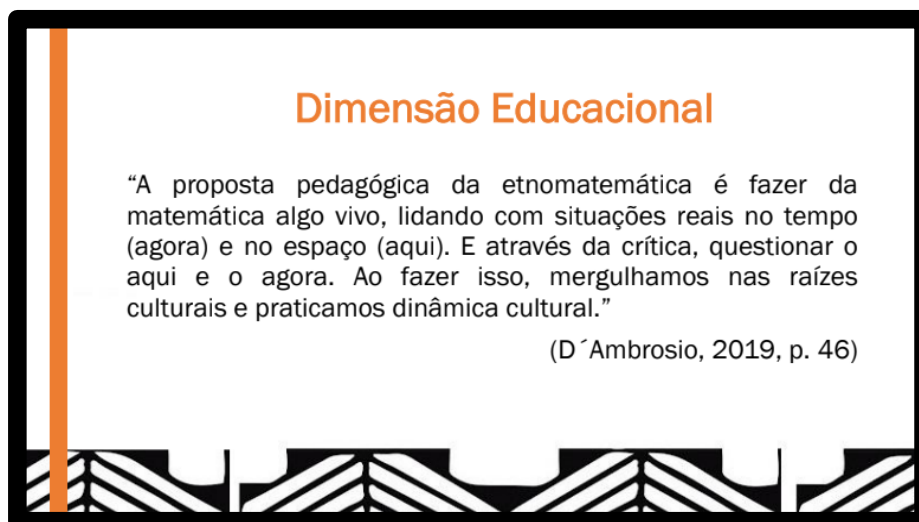 Dimensão Educacional
“A proposta pedagógica da etnomatemática é fazer da
matemática algo vivo, lidando com situações reais no tempo
(agora) e no espaço (aqui). E através da crítica, questionar o
aqui e o agora. Ao fazer isso, mergulhamos nas raízes
culturais e praticamos dinâmica cultural.”
(D´Ambrosio, 2019, p. 46)